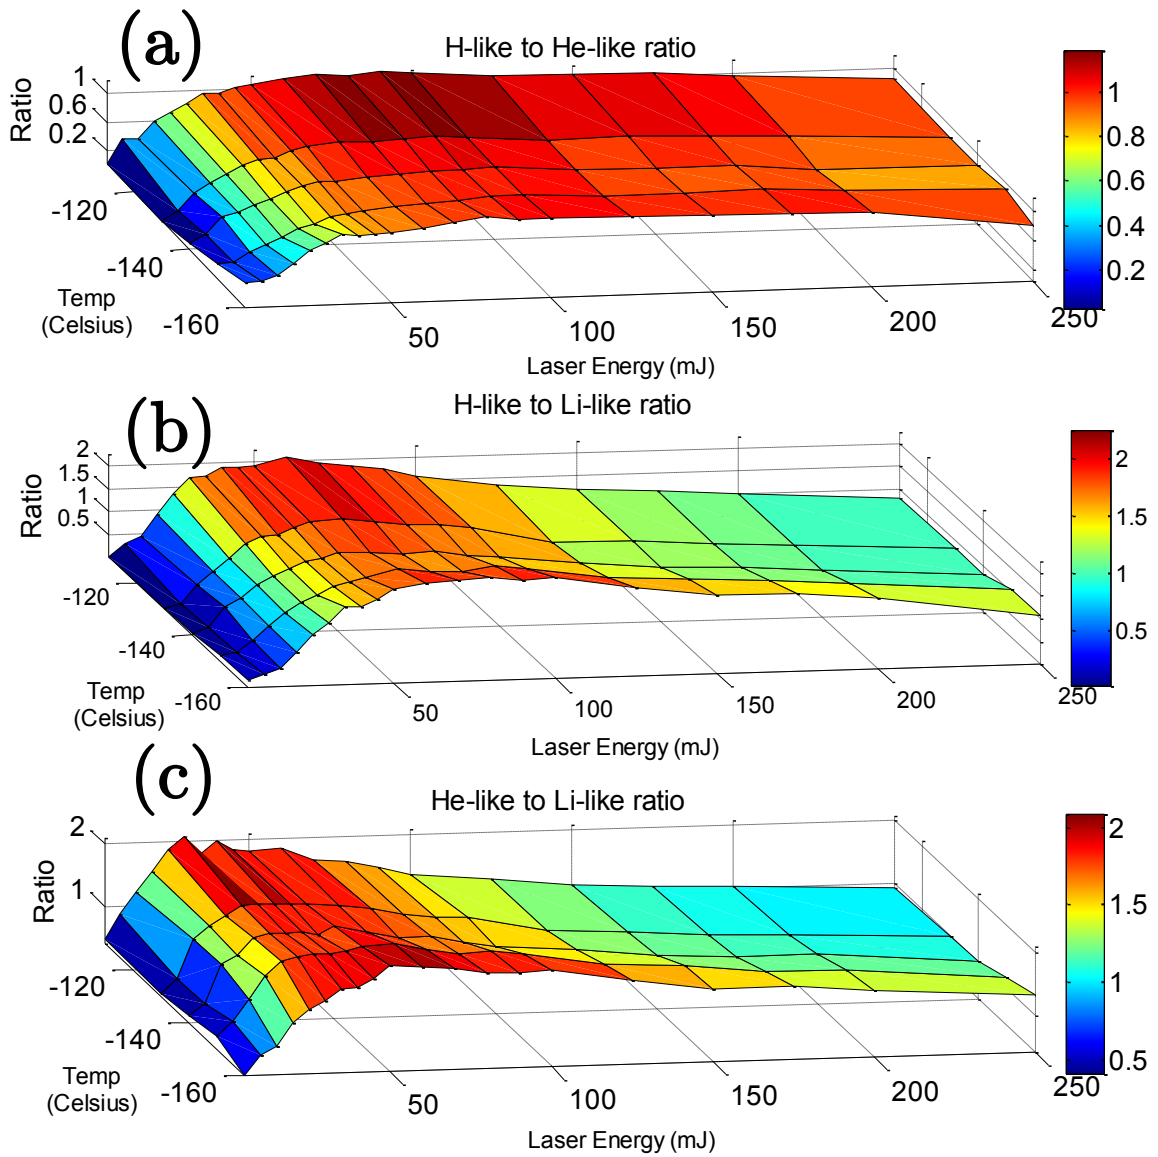 (a)
H-like to He-like ratio
Ratio
1
0.6
0.2
-120
-140
-160
Temp
(Celsius)
50
100
150
200
250
Laser Energy (mJ)
1
0.8
0.6
0.4
0.2
(b)
H-like to Li-like ratio
Ratio
2
1.5
1
0.5
-120
-140
-160
Temp
(Celsius)
50
100
150
200
250
Laser Energy (mJ)
2
1.5
1
0.5
(c)
He-like to Li-like ratio
Ratio
2
1
-120
-140
-160
Temp
(Celsius)
50
100
150
200
250
Laser Energy (mJ)
2
1.5
1
0.5